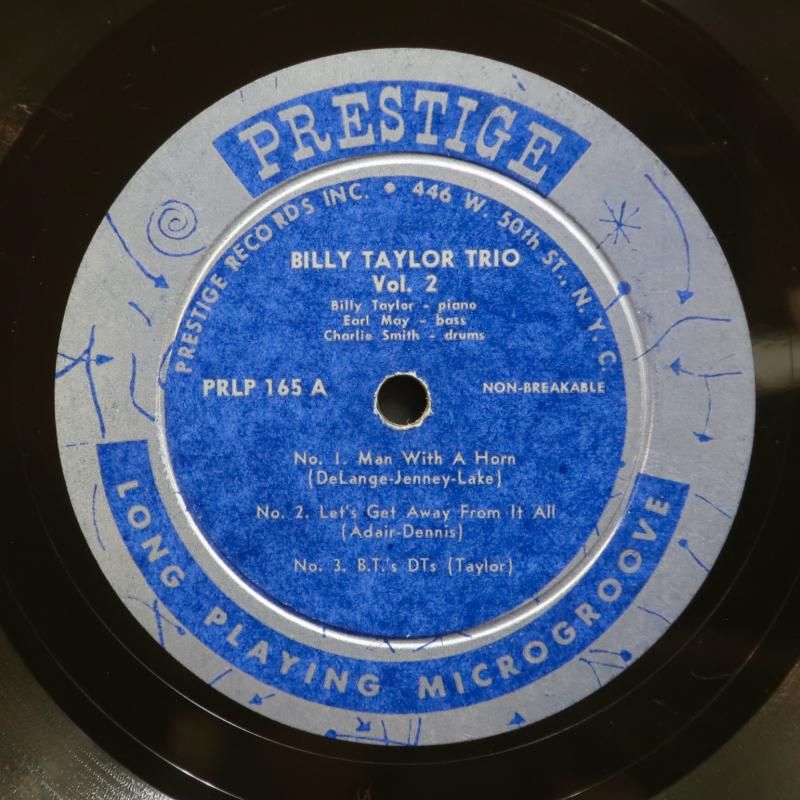 PRESTIGE
PRESTIGE RECORDS INC. • 446 W. 50th ST., N.Y.C.
BILLY TAYLOR TRIO
Vol. 2
Billy Taylor - piano
Earl May - bass
Charlie Smith - drums
PRLP 165 A
NON-BREAKABLE
No. 1. Man With A Horn
(DeLange-Jenney-Lake)
No. 2. Let's Get Away From It All
(Adair-Dennis)
No. 3. B.T.'s DTs (Taylor)
LONG PLAYING MICROGROOVE